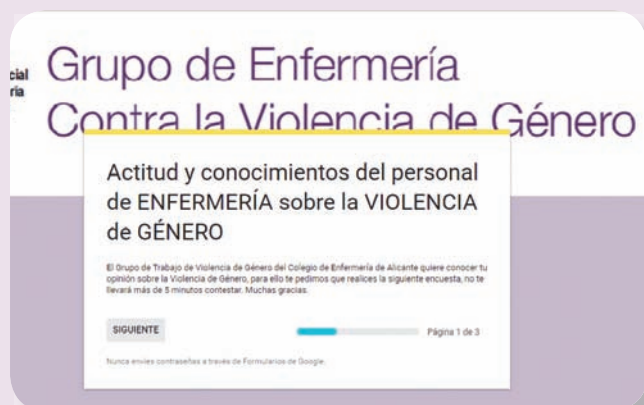 cial
ría
Grupo de Enfermería
Contra la Violencia de Género
Actitud y conocimientos del personal
de ENFERMERÍA sobre la VIOLENCIA
de GÉNERO
El Grupo de Trabajo de Violencia de Género del Colegio de Enfermería de Alicante quiere conocer tu
opinión sobre la Violencia de Género, para ello te pedimos que realices la siguiente encuesta, no te
llevará más de 5 minutos contestar. Muchas gracias.
SIGUIENTE
Página 1 de 3
Nunca envíes contraseñas a través de Formularios de Google.